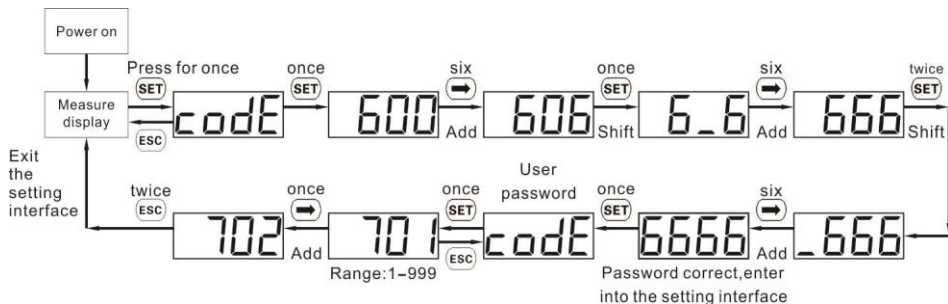 Power on
Press for once
SET
Measure
display
ESC
codE
once
SET
600
six
Add
606
once
SET
Shift
6_6
six
Add
666
twice
SET
Shift
Exit
the
setting
interface
twice
ESC
702
once
Add
701
Range:1–999
once
SET
ESC
User
password
codE
once
SET
6666
Password correct,enter
into the setting interface
six
Add
_666